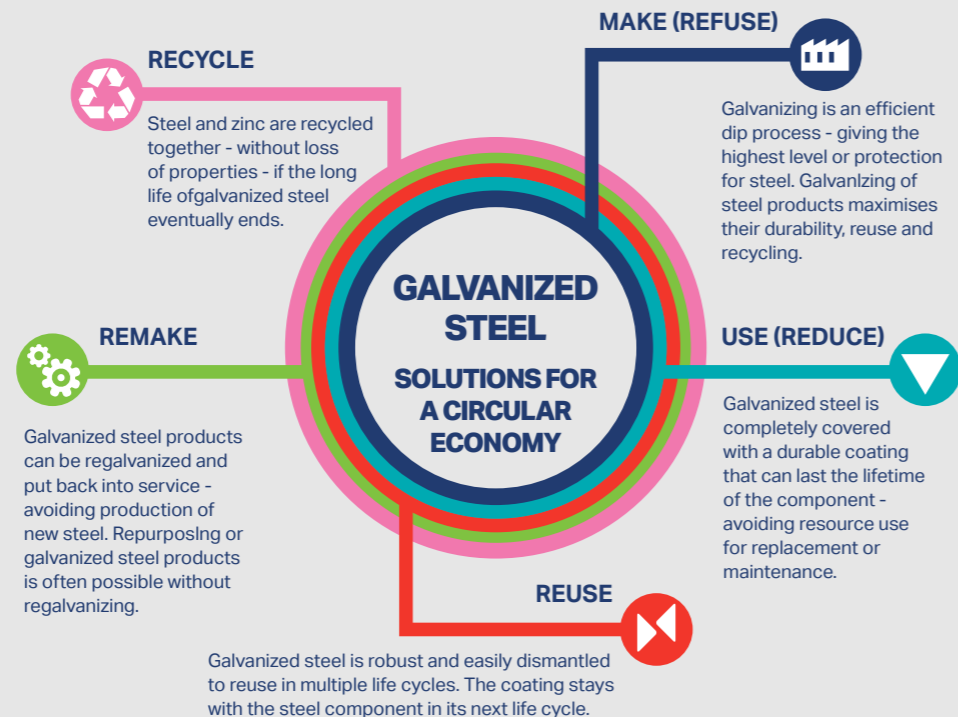 MAKE (REFUSE)
Galvanizing is an efficient
dip process - giving the
highest level or protection
for steel. GalvanIzing of
steel products maximises
their durability, reuse and
recycling.
RECYCLE
Steel and zinc are recycled
together - without loss
of properties - if the long
life ofgalvanized steel
eventually ends.
GALVANIZED
STEEL
SOLUTIONS FOR
A CIRCULAR
ECONOMY
REMAKE
Galvanized steel products
can be regalvanized and
put back into service -
avoiding production of
new steel. RepurposIng or
galvanized steel products
is often possible without
regalvanizing.
USE (REDUCE)
Galvanized steel is
completely covered
with a durable coating
that can last the lifetime
of the component -
avoiding resource use
for replacement or
maintenance.
REUSE
Galvanized steel is robust and easily dismantled
to reuse in multiple life cycles. The coating stays
with the steel component in its next life cycle.